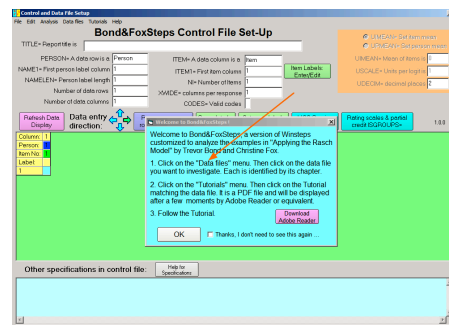 Control and Data File Setup
File Edit Analysis Data files Tutorials Help
Bond&FoxSteps Control File Set-Up
TITLE= Report title is
PERSON= A data row is a Person
NAME1= First person label column 1
NAMELEN= Person label length 1
Number of data rows 1
Number of data columns 1
ITEM= A data column is a Item
ITEM1= First item column 1
NI= Number of Items 1
XWIDE= columns per response 1
CODES= Valid codes
Item Labels: Enter/Edit
UIMEAN= Set item mean
UPMEAN= Set person mean
UIMEAN= Mean of items is
USCALE= Units per logit is
UDECIM= decimal places 2
Refresh Data Display
Data entry direction:
Rating scales & partial credit ISGROUPS=
1.0.0
Column: 1
Person: 1
Item No. 1
Label
1
Welcome to Bond&FoxSteps!
Welcome to Bond&FoxSteps, a version of Winsteps
customized to analyze the examples in "Applying the Rasch
Model" by Trevor Bond and Christine Fox.
1. Click on the "Data files" menu. Then click on the data file
you want to investigate. Each is identified by its chapter.
2. Click on the "Tutorials" menu. Then click on the Tutorial
matching the data file. It is a PDF file and will be displayed
after a few moments by Adobe Reader or equivalent.
3. Follow the Tutorial.
Download
Adobe Reader
OK
Thanks, I don't need to see this again ...
Other specifications in control file:
Help for
Specifications